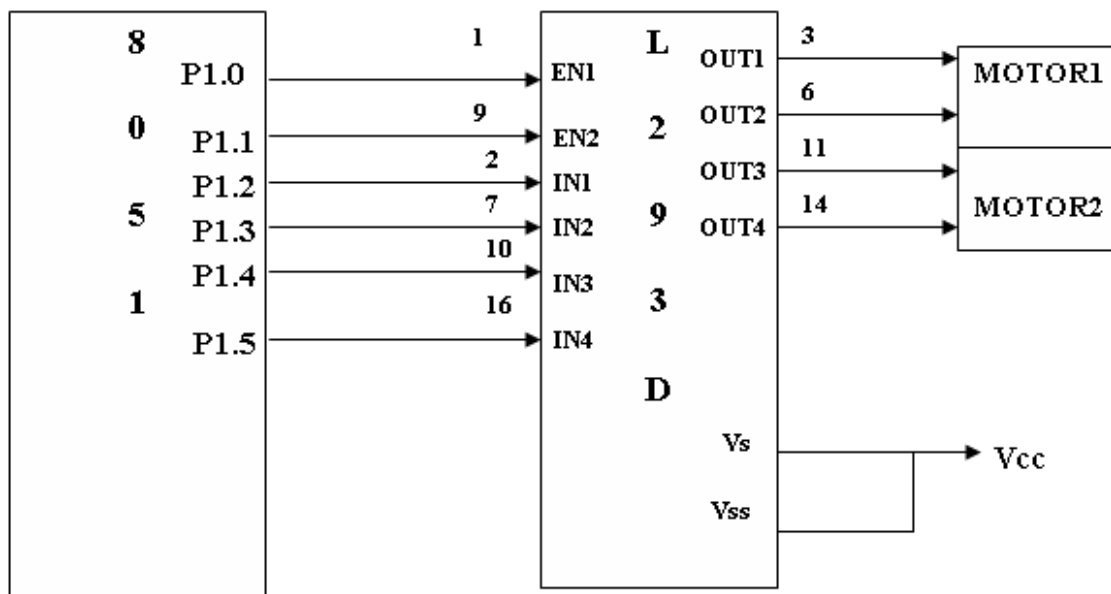 8
0
5
1
P1.0
P1.1
P1.2
P1.3
P1.4
P1.5
1
9
2
7
10
16
EN1
EN2
IN1
IN2
IN3
IN4
L
2
9
3
D
OUT1
OUT2
OUT3
OUT4
Vs
Vss
3
6
11
14
MOTOR1
MOTOR2
Vcc